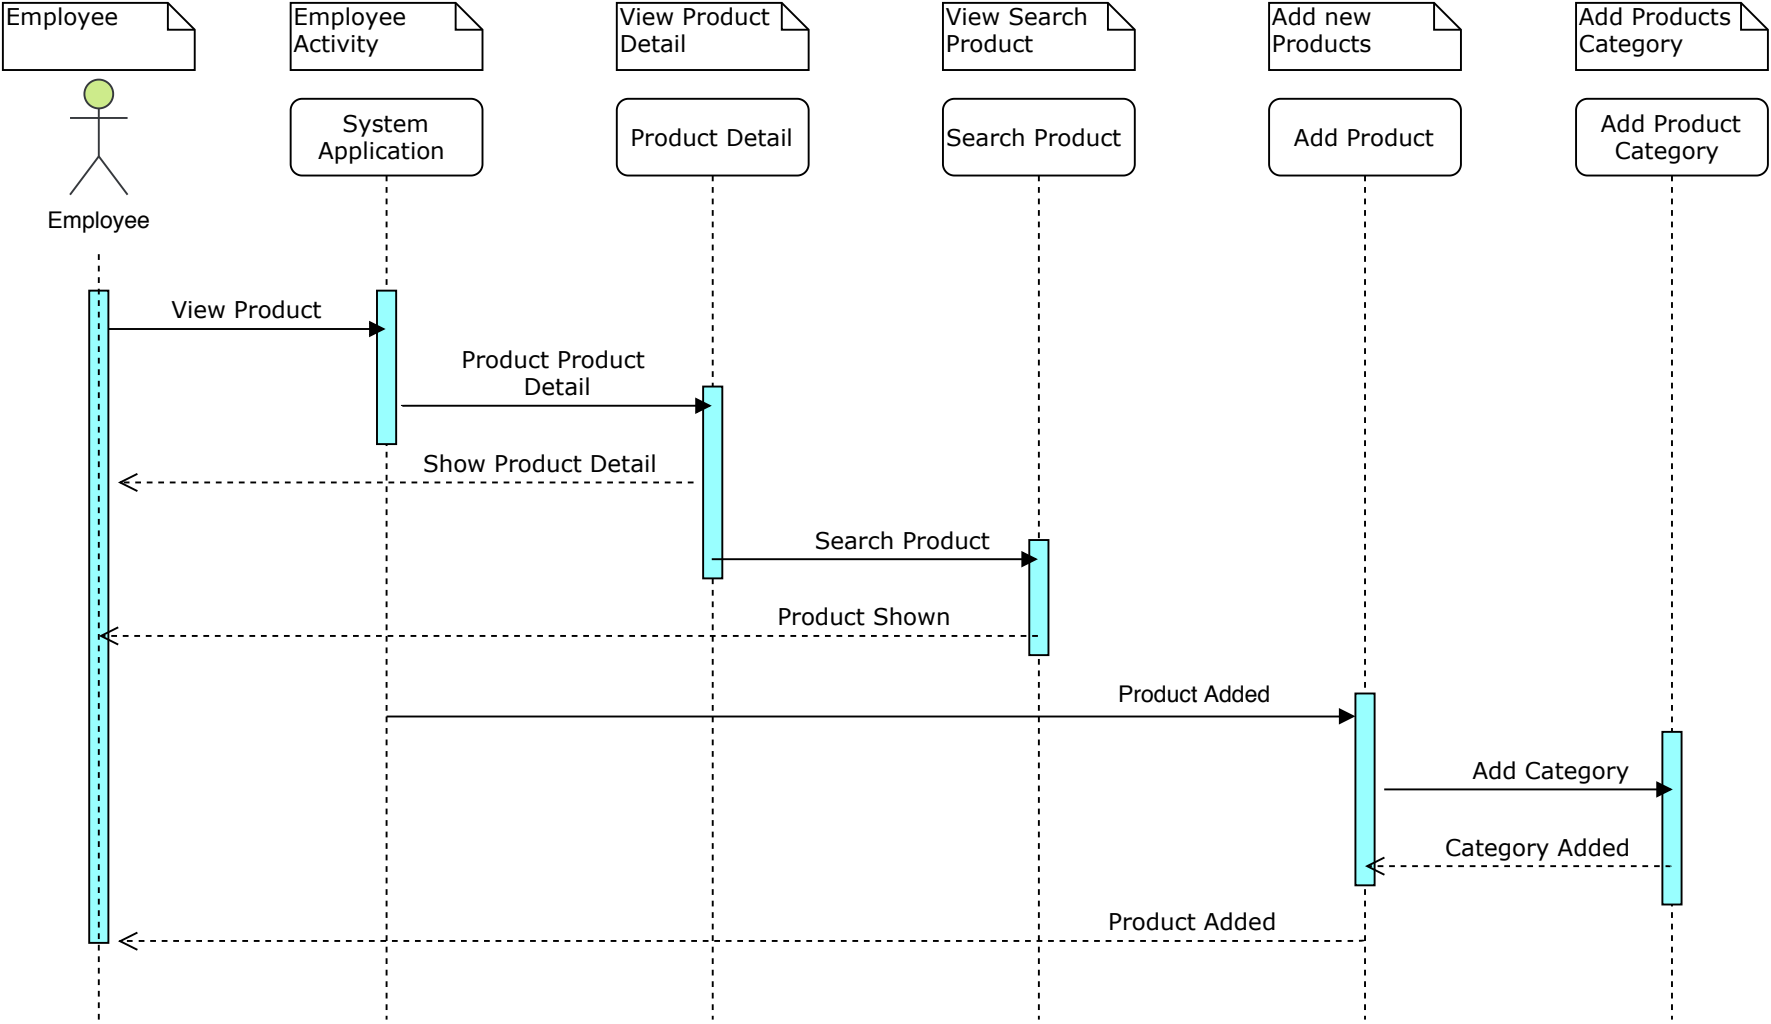 Employee
Employee
Activity
View Product
Detail
View Search
Product
Add new
Products
Add Products
Category
System
Application
Product Detail
Search Product
Add Product
Add Product
Category
Employee
View Product
Product Product
Detail
Show Product Detail
Search Product
Product Shown
Product Added
Add Category
Category Added
Product Added